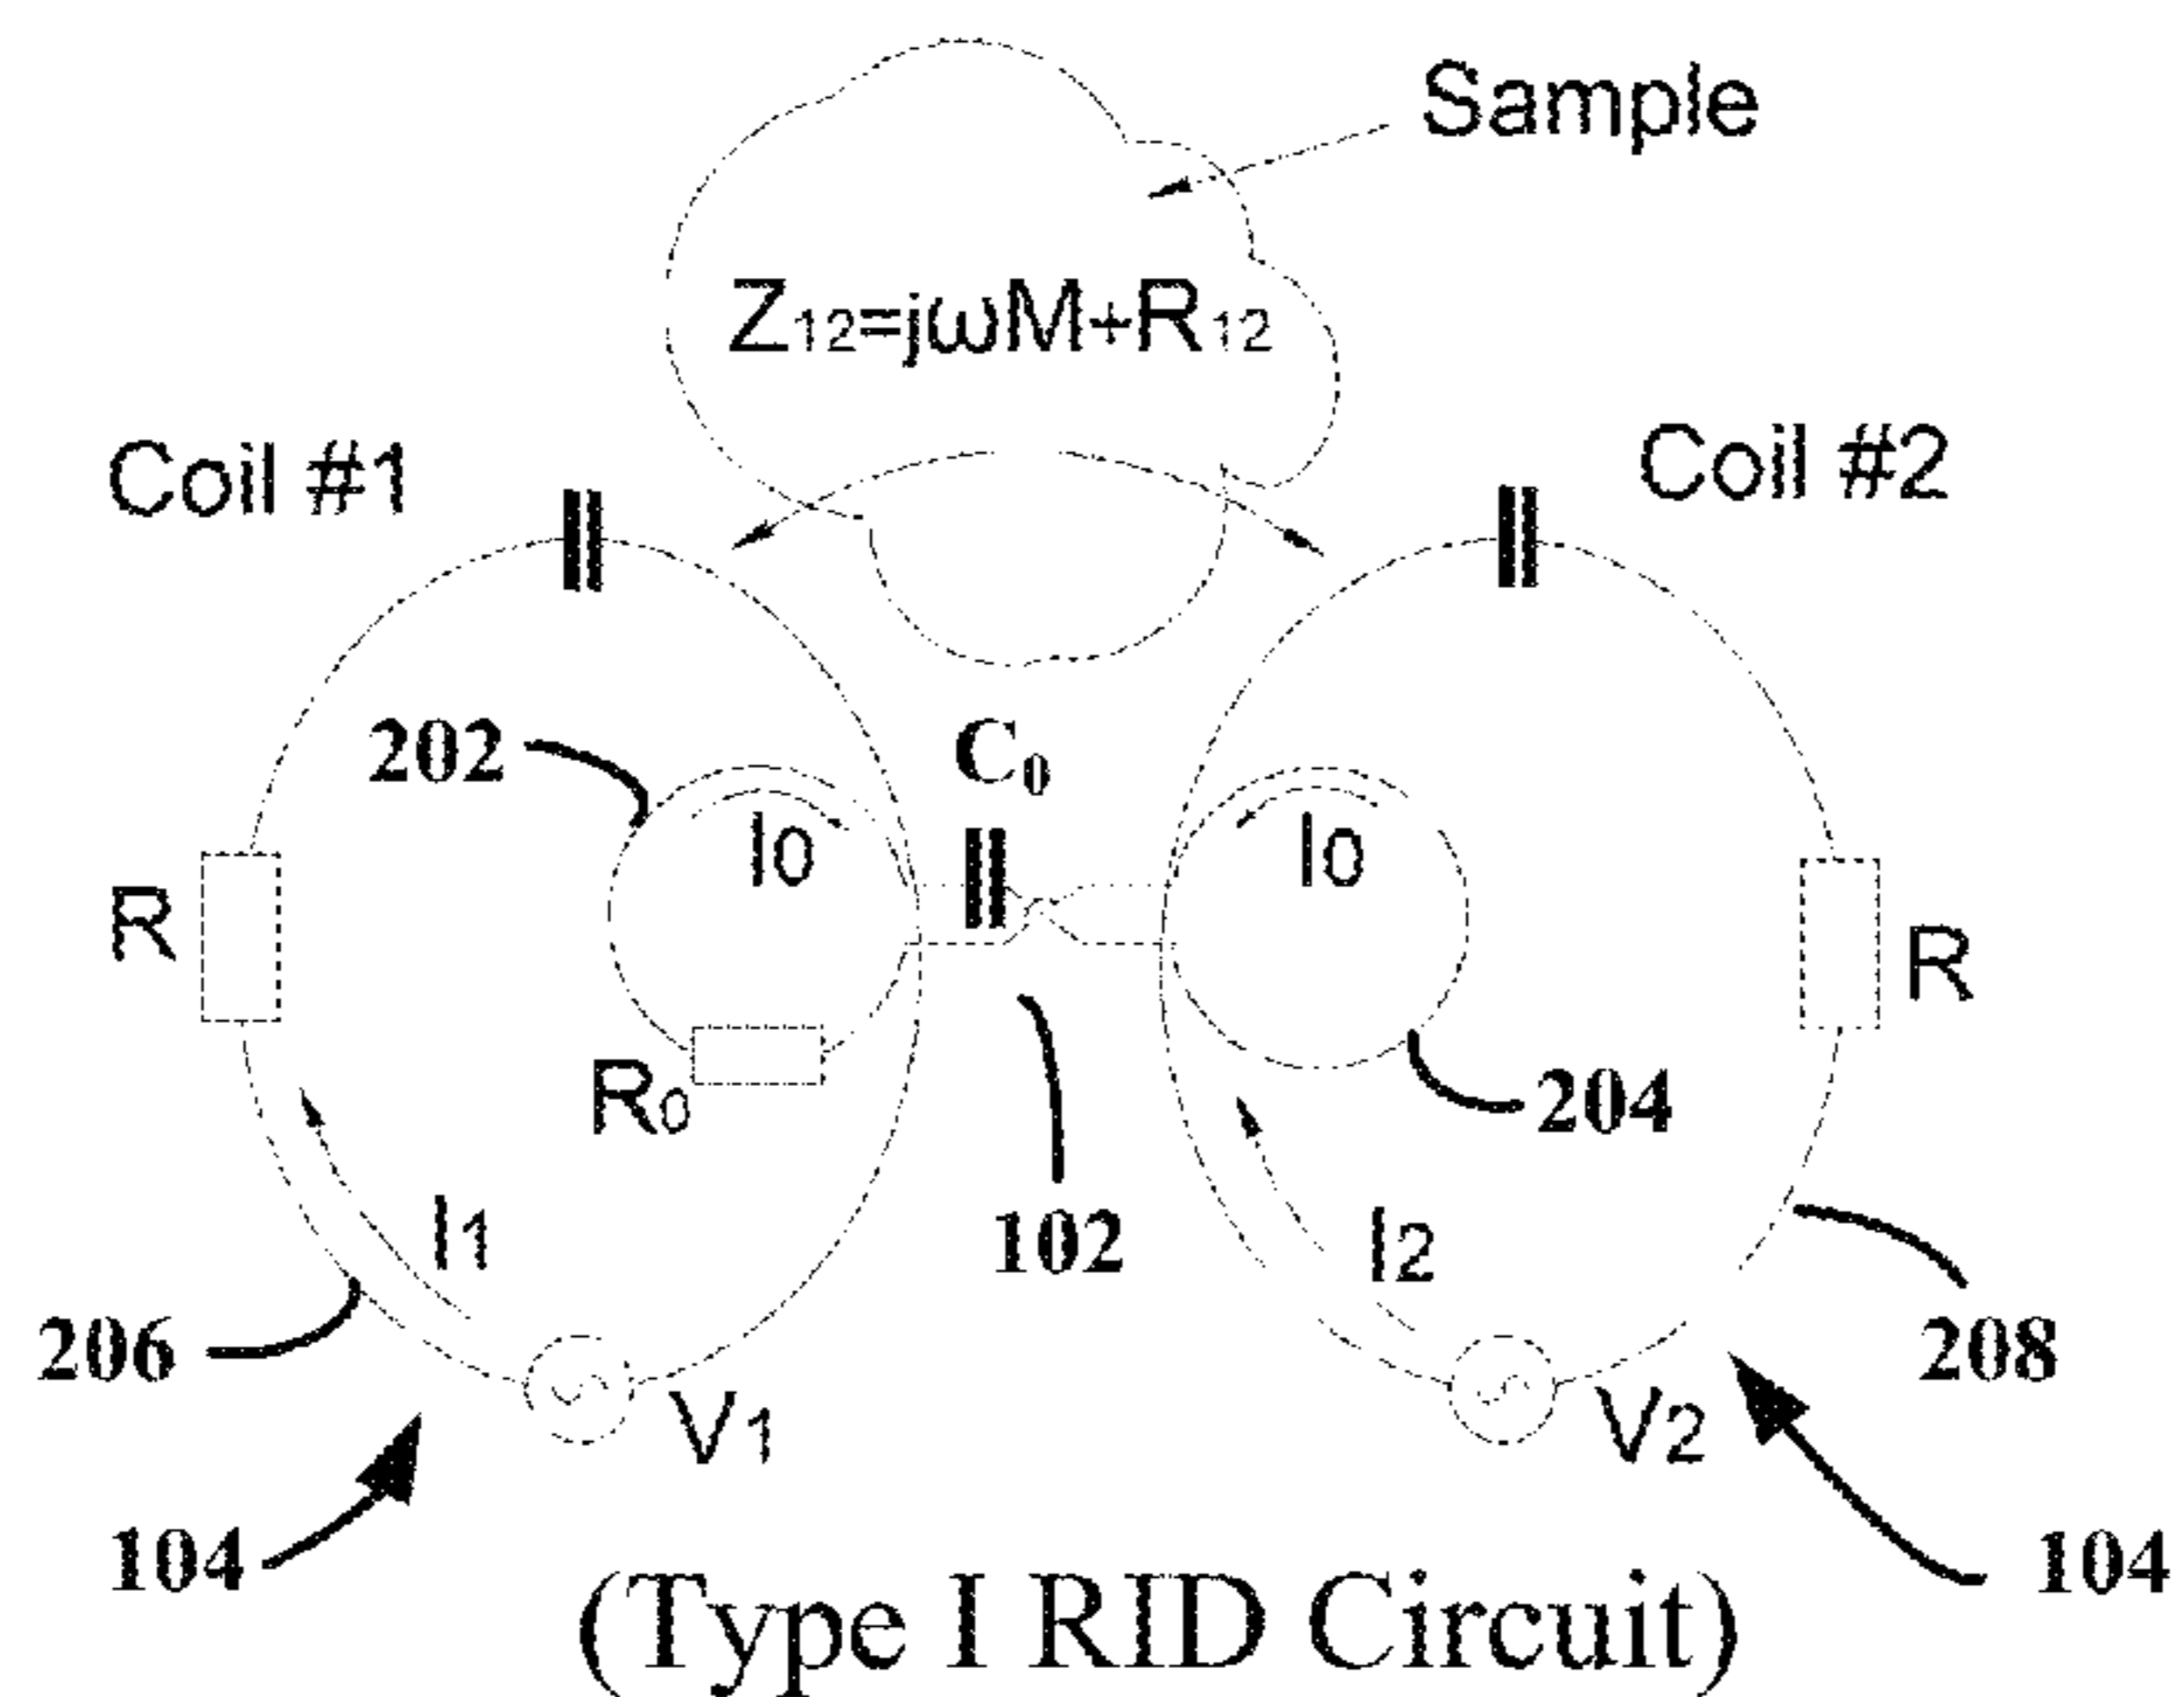 Sample
Z12=jωM+R12
Coil #1
Coil #2
202
C0
I0
I0
R
R
R0
204
I1
102
I2
206
208
V1
V2
104
104
(Type I RID Circuit)